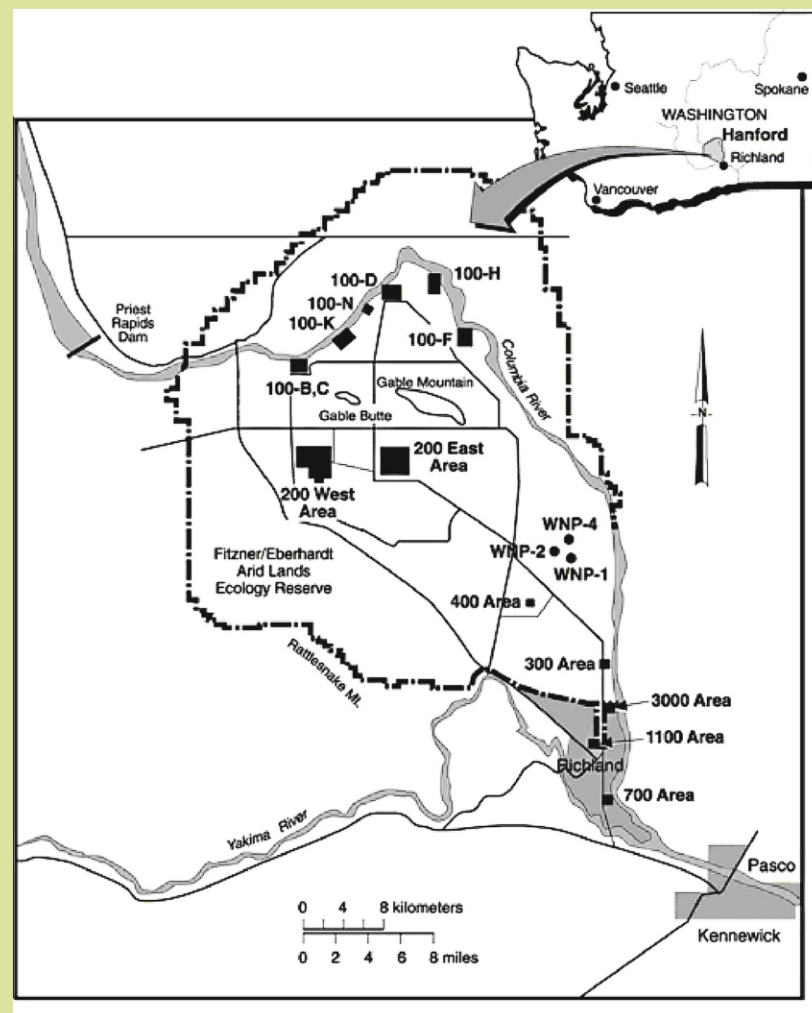 Seattle
Spokane
WASHINGTON
Hanford
Richland
Vancouver
100-H
100-D
100-N
100-K
100-F
100-B,C
Priest
Rapids
Dam
Columbia River
Gable Mountain
Gable Butte
N
200 East
Area
200 West
Area
WNP-4
WNP-2
WNP-1
Fitzner/Eberhardt
Arid Lands
Ecology Reserve
400 Area
Rattlesnake Mt.
300 Area
3000 Area
1100 Area
Richland
700 Area
Yakima River
Pasco
Kennewick
0 4 8 kilometers
0 2 4 6 8 miles